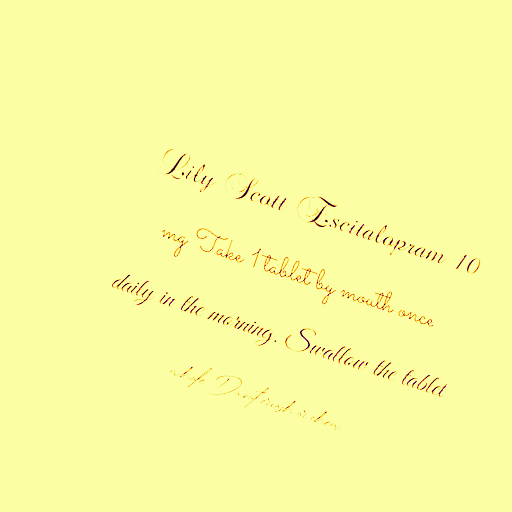 Lily Scott Escitalopram 10
mg Take 1 tablet by mouth once
daily in the morning. Swallow the tablet